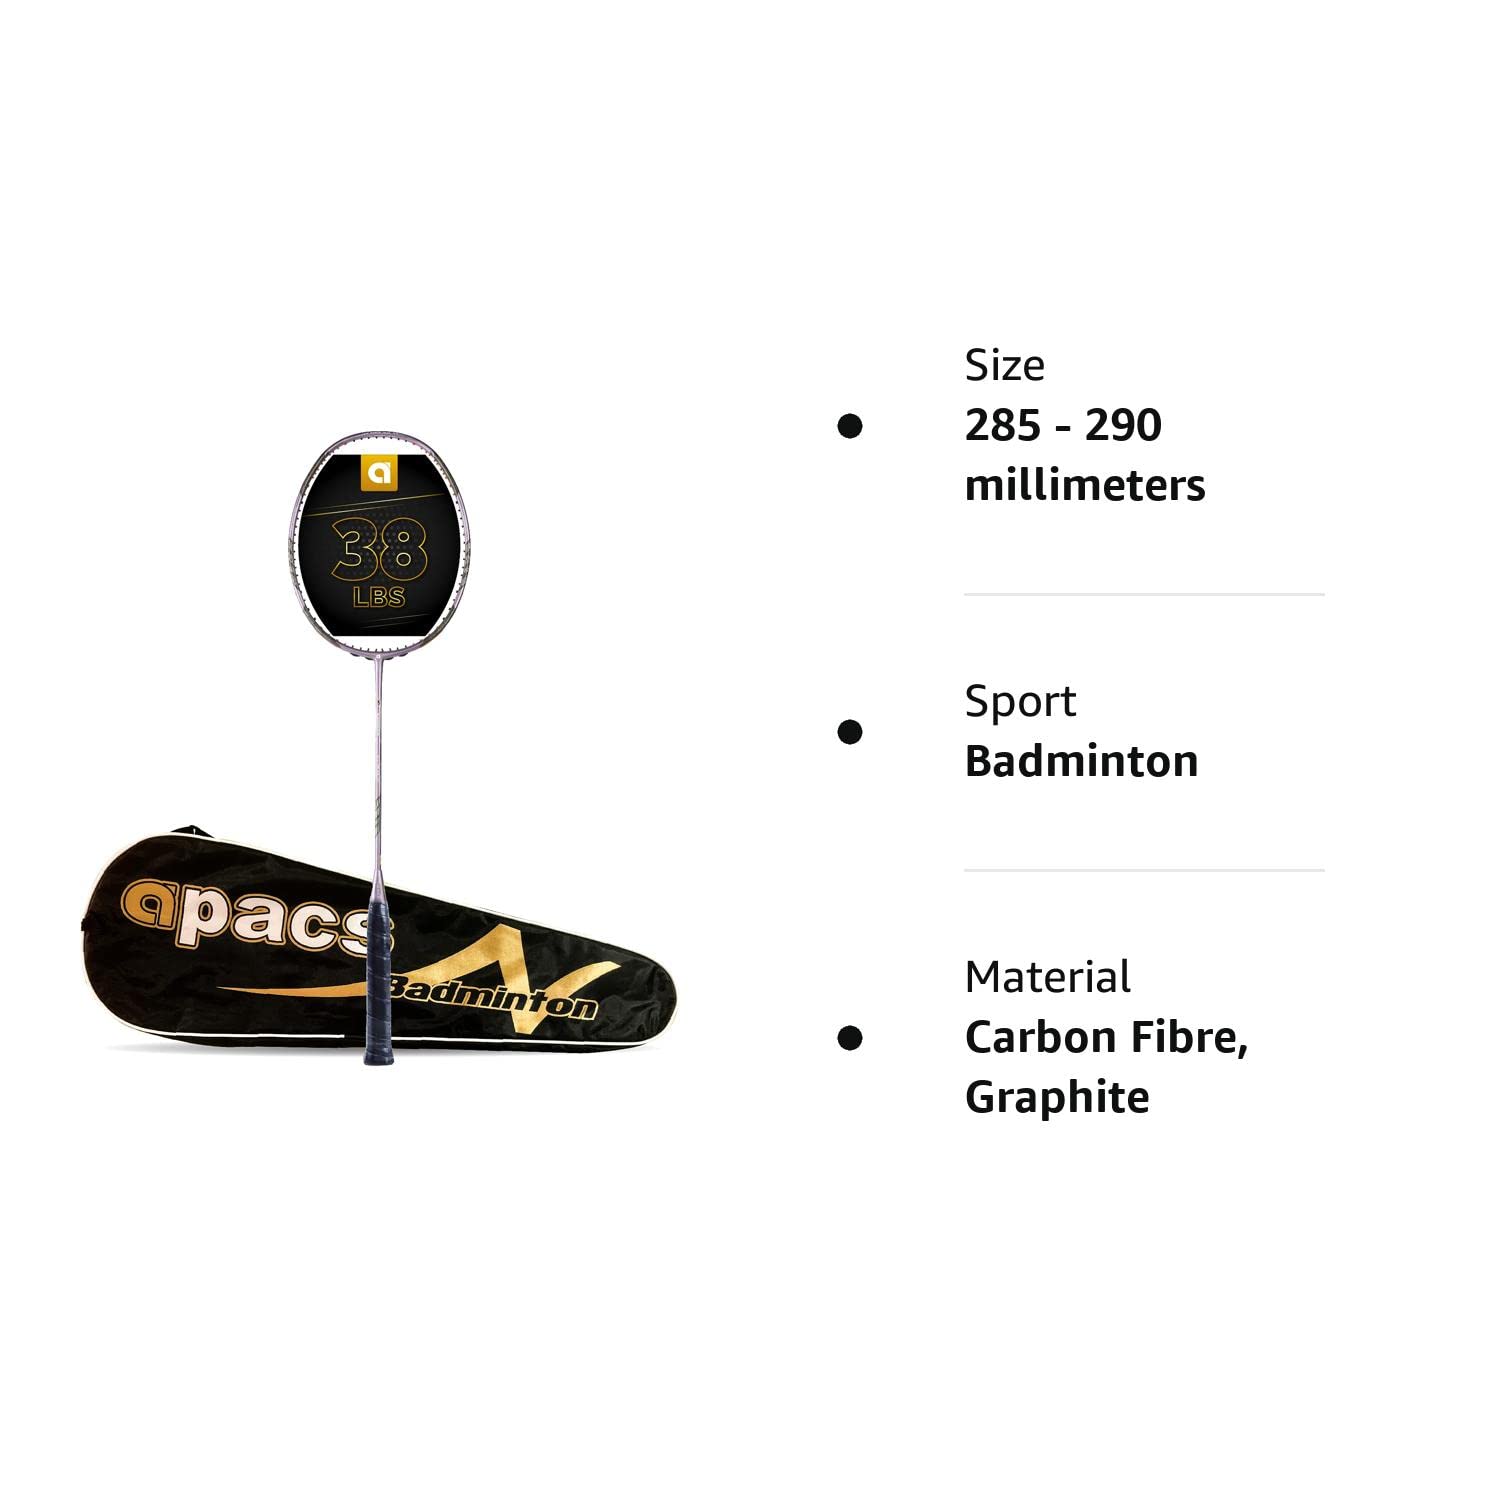 a
38
LBS
apacs
Badminton
Size
285 - 290
millimeters
Sport
Badminton
Material
Carbon Fibre,
Graphite